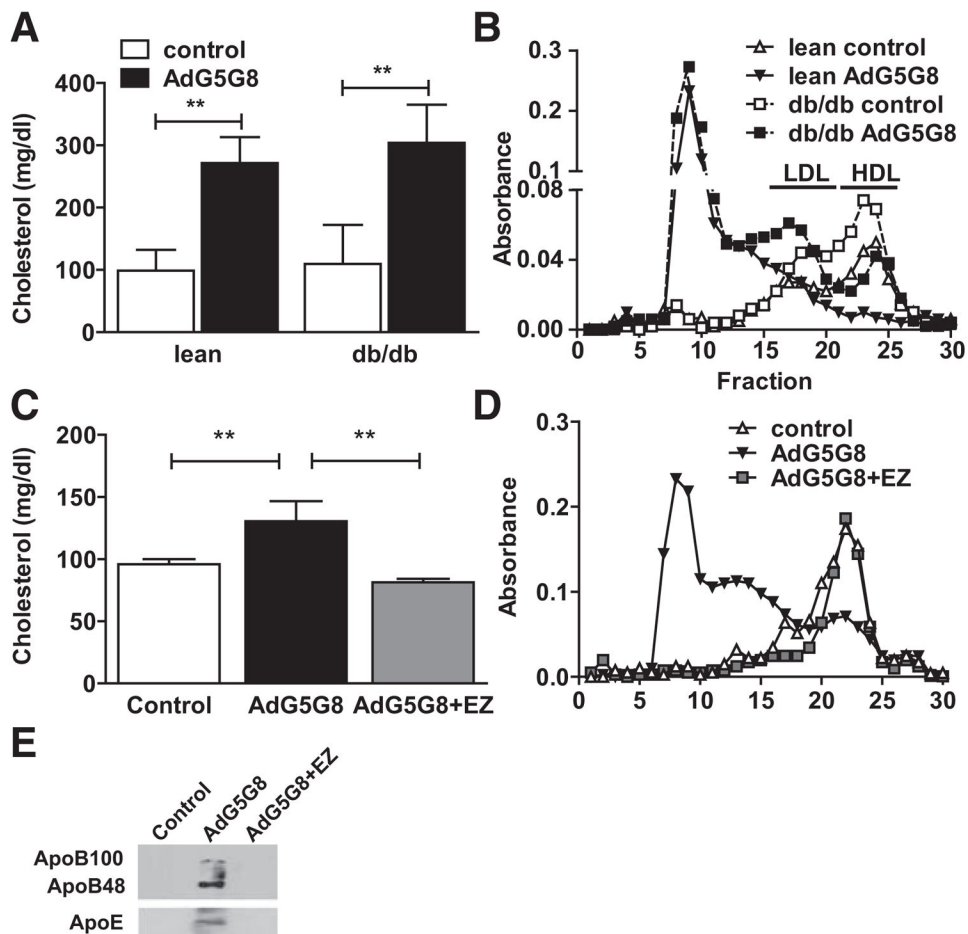 A
control
AdG5G8
Cholesterol (mg/dl)
400
300
200
100
0
**
**
lean
db/db
B
lean control
lean AdG5G8
db/db control
db/db AdG5G8
LDL
HDL
Absorbance
0.3
0.2
0.1
0.08
0.04
0.00
0 5 10 15 20 25 30
Fraction
C
Cholesterol (mg/dl)
200
150
100
50
0
**
**
Control AdG5G8 AdG5G8+EZ
D
control
AdG5G8
AdG5G8+EZ
Absorbance
0.3
0.2
0.1
0.0
0 5 10 15 20 25 30
E
Control AdG5G8 AdG5G8+EZ
ApoB100
ApoB48
ApoE